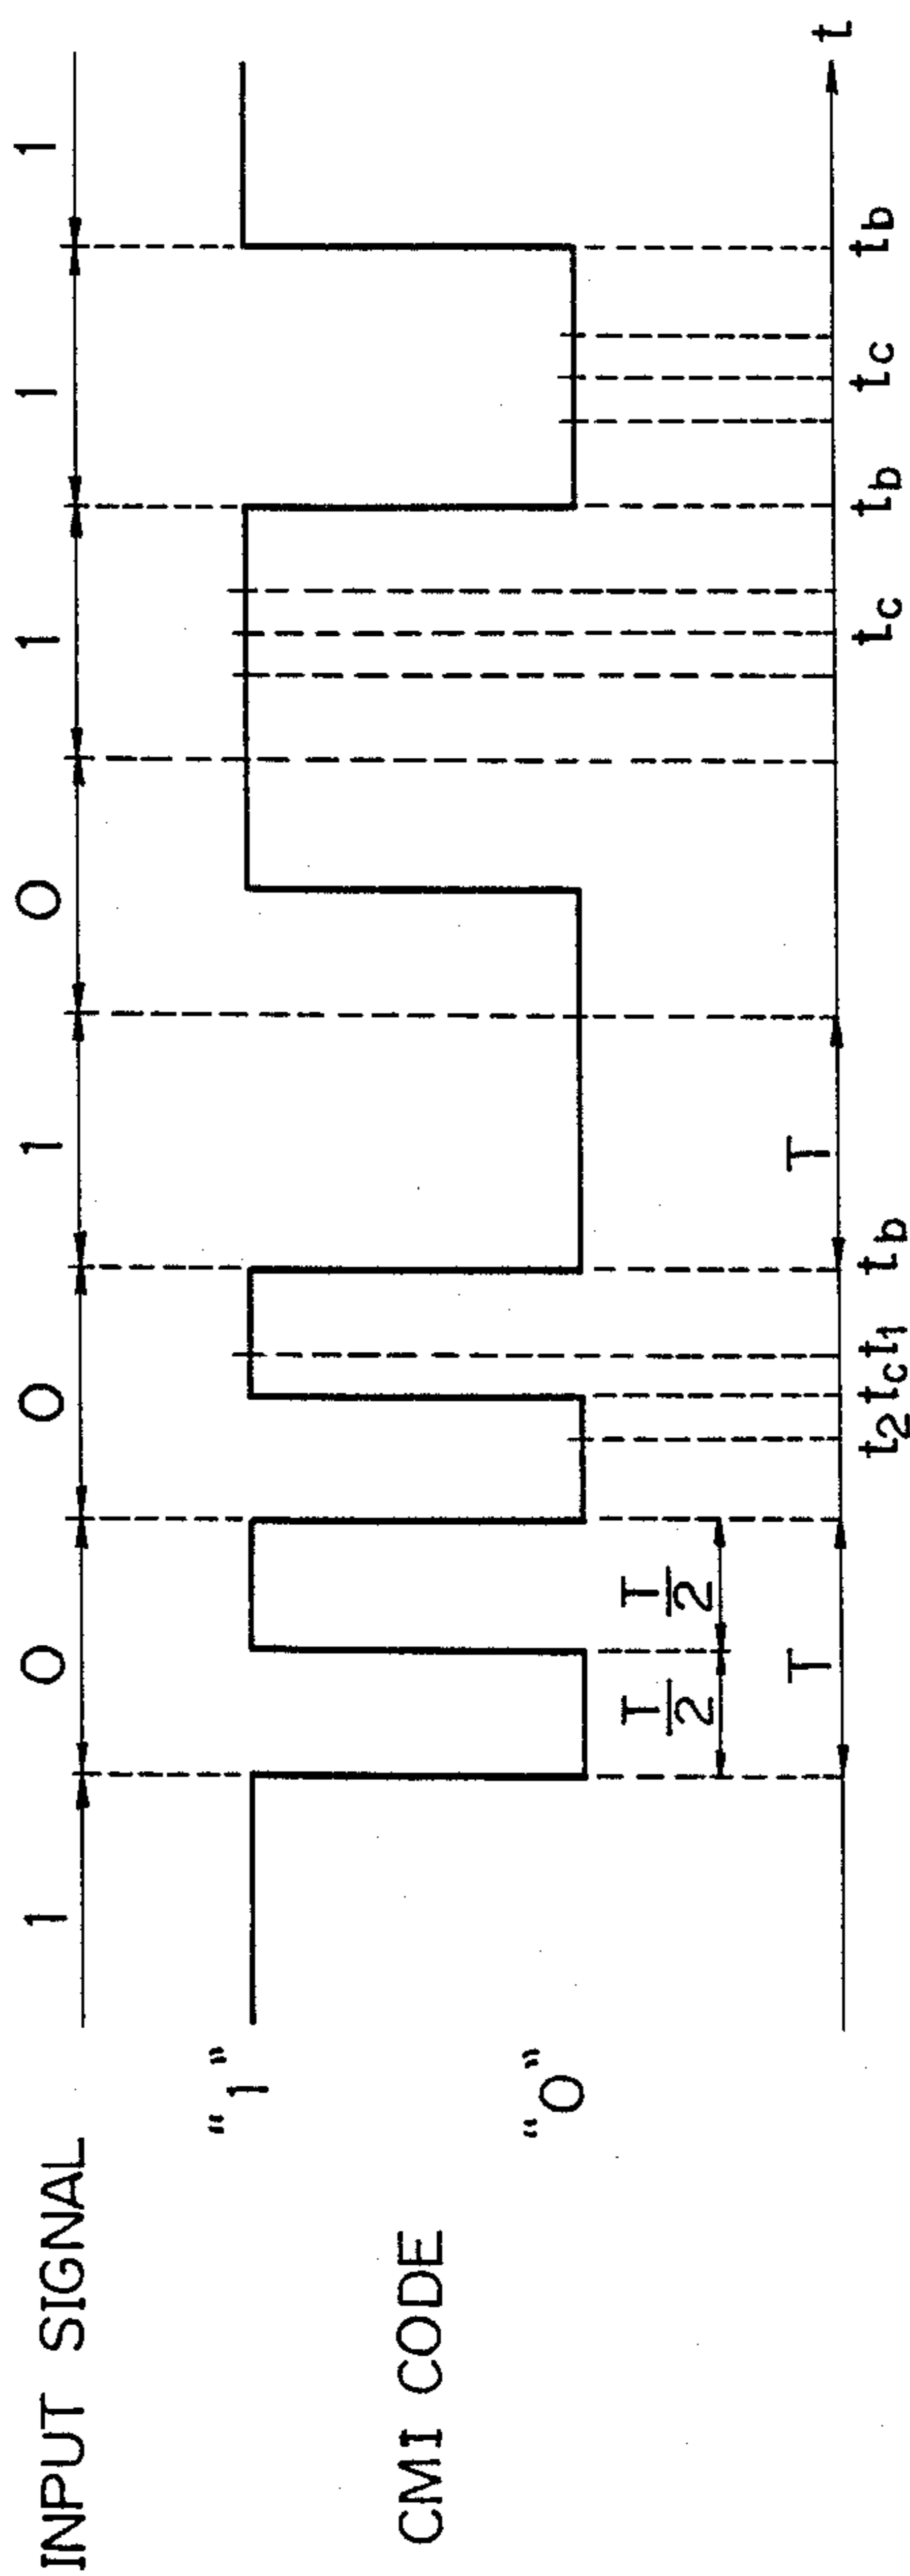 INPUT SIGNAL 1 0 0 1 0 1 1 1
CMI CODE
"1"
"0"
T/2 T/2
T T
t2 tc t1 tb tc tb tc tb t